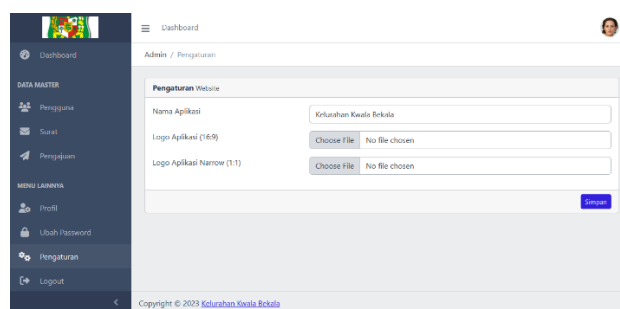 Dashboard
Dashboard
Admin / Pengaturan
DATA MASTER
Pengguna
Surat
Pengajuan
MENU LAINNYA
Profil
Ubah Password
Pengaturan
Logout
Pengaturan Website
Nama Aplikasi
Kelurahan Kwala Bekala
Logo Aplikasi (16:9)
Choose File No file chosen
Logo Aplikasi Narrow (1:1)
Choose File No file chosen
Simpan
Copyright © 2023 Kelurahan Kwala Bekala